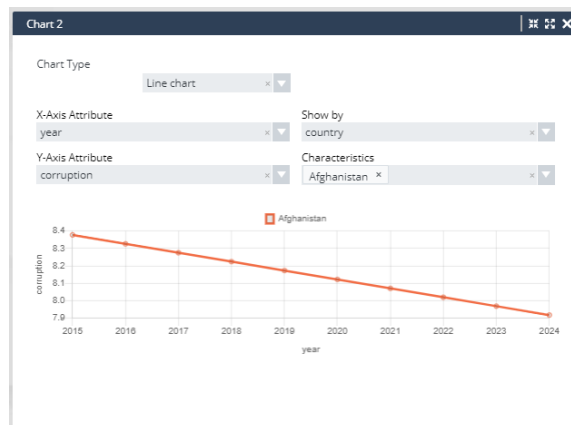 Chart 2
Chart Type
Line chart
X-Axis Attribute
Show by
year
country
Y-Axis Attribute
Characteristics
corruption
Afghanistan ×
Afghanistan
8.4
8.3
8.2
8.1
8.0
7.9
corruption
2015 2016 2017 2018 2019 2020 2021 2022 2023 2024
year